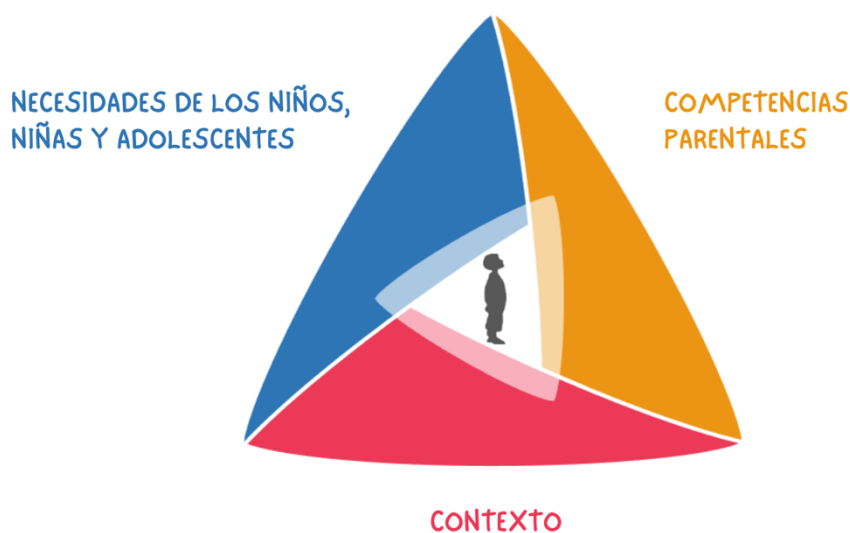 NECESIDADES DE LOS NIÑOS,
NIÑAS Y ADOLESCENTES
COMPETENCIAS
PARENTALES
CONTEXTO